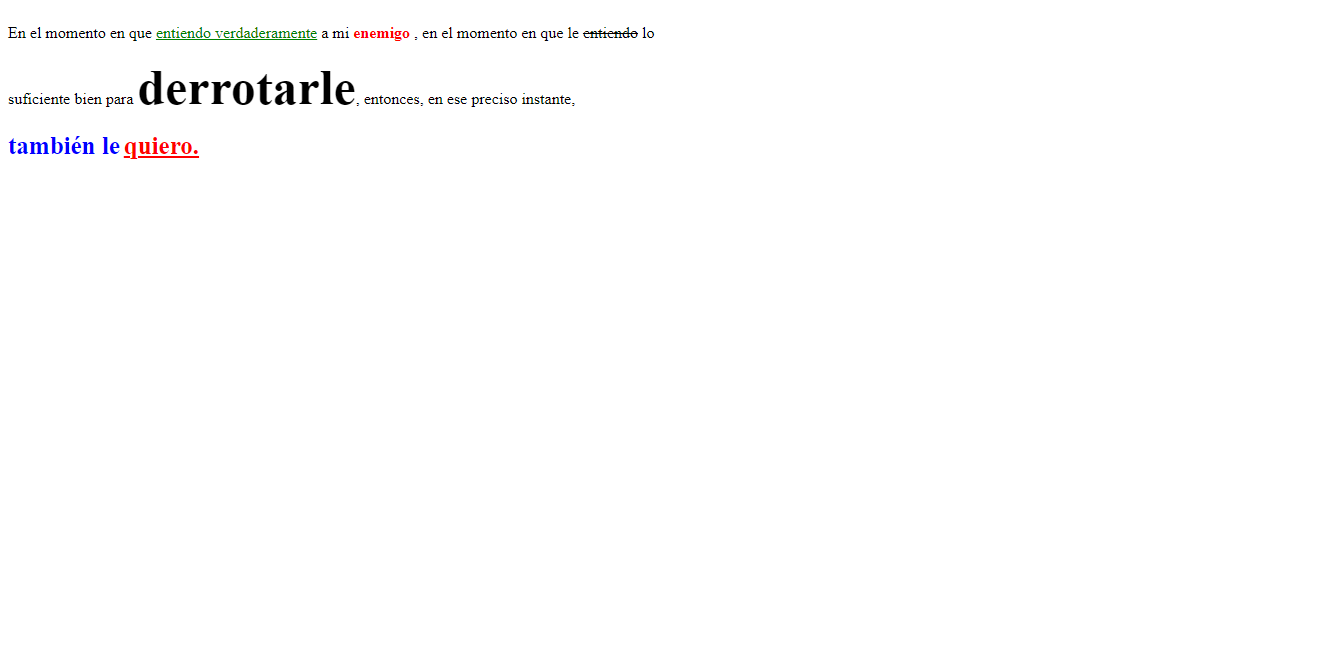 En el momento en que entiendo verdaderamente a mi enemigo , en el momento en que le entiendo lo
suficiente bien para derrotarle, entonces, en ese preciso instante,
también le quiero.